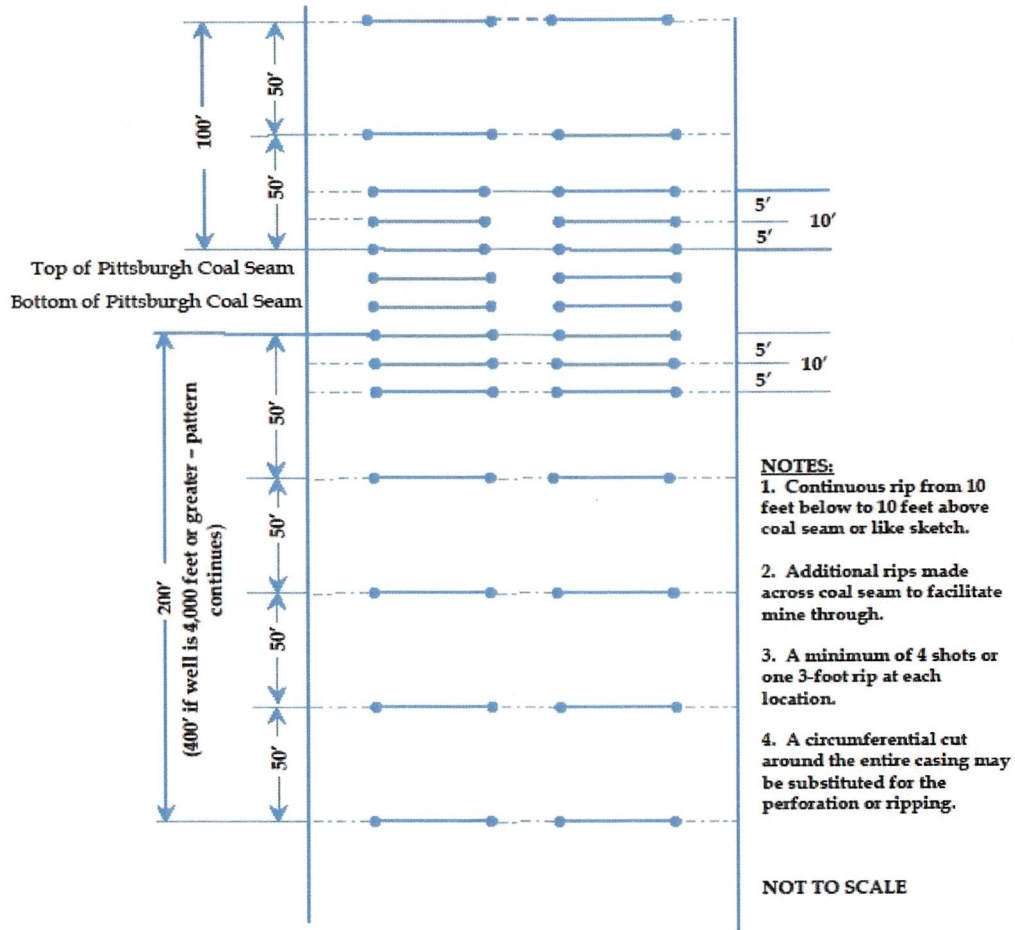 50'
100'
50'
5'
10'
5'
Top of Pittsburgh Coal Seam
Bottom of Pittsburgh Coal Seam
5'
10'
5'
50'
200'
(400' if well is 4,000 feet or greater – pattern
continues)
50'
50'
50'
NOTES:
1. Continuous rip from 10
feet below to 10 feet above
coal seam or like sketch.
2. Additional rips made
across coal seam to facilitate
mine through.
3. A minimum of 4 shots or
one 3-foot rip at each
location.
4. A circumferential cut
around the entire casing may
be substituted for the
perforation or ripping.
NOT TO SCALE